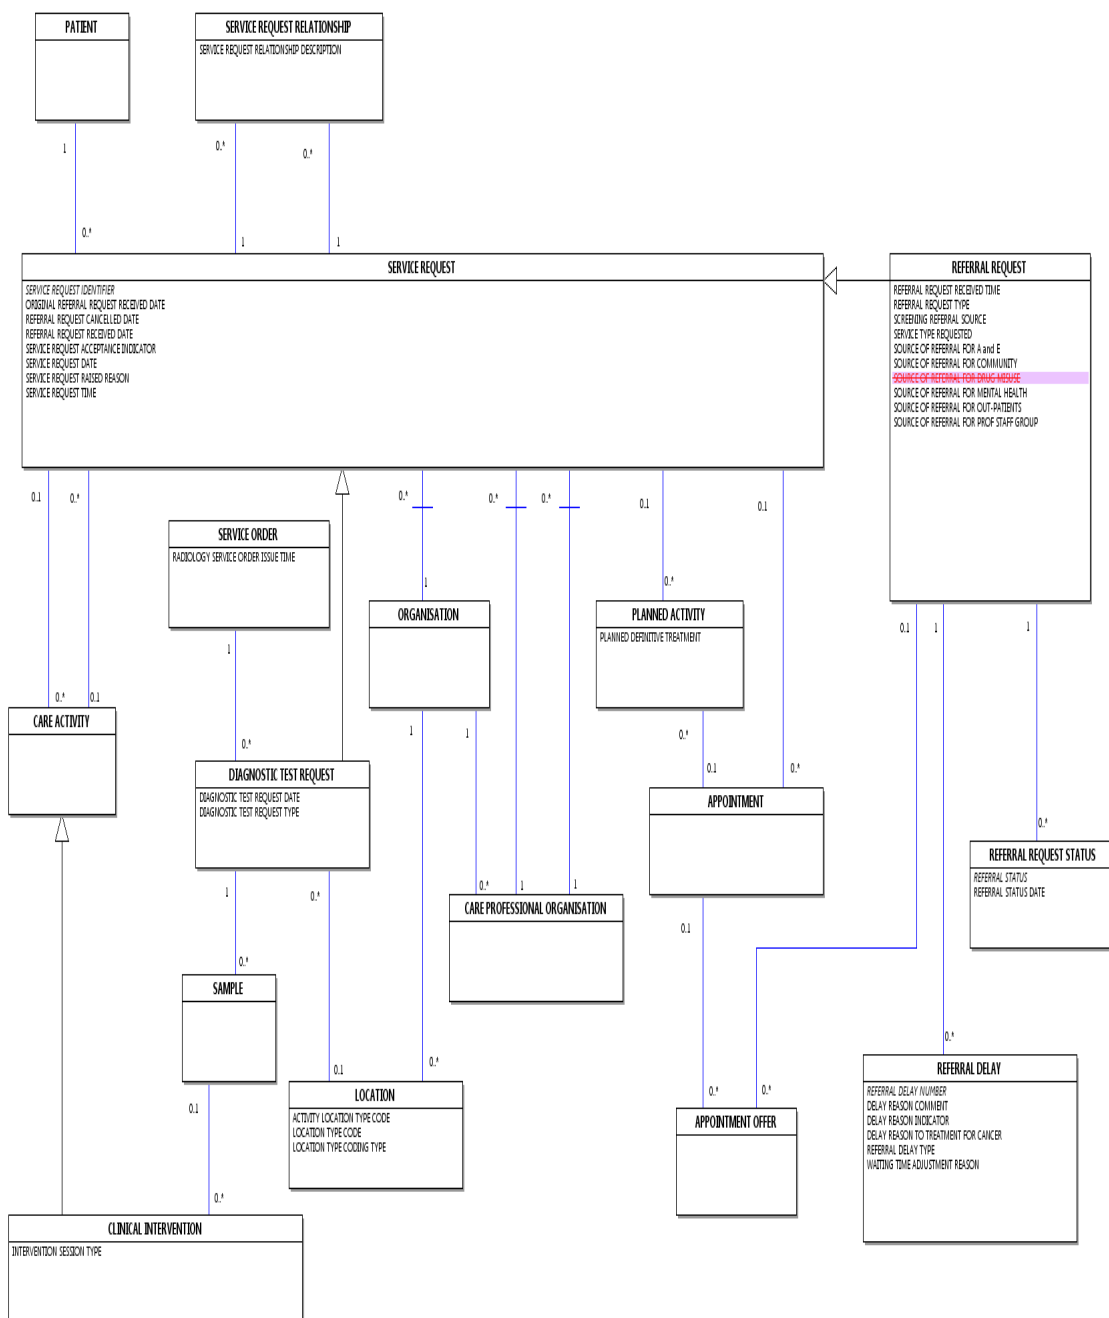 PATIENT
SERVICE REQUEST RELATIONSHIP
SERVICE REQUEST RELATIONSHIP DESCRIPTION
1
0..*
0..*
0..*
1
1
SERVICE REQUEST
SERVICE REQUEST IDENTIFIER
ORIGINAL REFERRAL REQUEST RECEIVED DATE
REFERRAL REQUEST CANCELLED DATE
REFERRAL REQUEST RECEIVED DATE
SERVICE REQUEST ACCEPTANCE INDICATOR
SERVICE REQUEST DATE
SERVICE REQUEST RAISED REASON
SERVICE REQUEST TIME
REFERRAL REQUEST
REFERRAL REQUEST RECEIVED TIME
REFERRAL REQUEST TYPE
SCREENING REFERRAL SOURCE
SERVICE TYPE REQUESTED
SOURCE OF REFERRAL FOR A and E
SOURCE OF REFERRAL FOR COMMUNITY
SOURCE OF REFERRAL FOR DRUG MISUSE
SOURCE OF REFERRAL FOR MENTAL HEALTH
SOURCE OF REFERRAL FOR OUT-PATIENTS
SOURCE OF REFERRAL FOR PROF STAFF GROUP
0..1
0..*
0..*
0..*
0..*
0..1
0..1
SERVICE ORDER
RADIOLOGY SERVICE ORDER ISSUE TIME
1
0..*
ORGANISATION
PLANNED ACTIVITY
PLANNED DEFINITIVE TREATMENT
0..1
1
1
1
0..*
0..1
CARE ACTIVITY
1
1
0..*
0..*
0..1
0..*
DIAGNOSTIC TEST REQUEST
DIAGNOSTIC TEST REQUEST DATE
DIAGNOSTIC TEST REQUEST TYPE
APPOINTMENT
0..*
REFERRAL REQUEST STATUS
REFERRAL STATUS
REFERRAL STATUS DATE
1
0..*
0..*
1
1
CARE PROFESSIONAL ORGANISATION
0..1
0..*
SAMPLE
0..1
0..*
0..*
REFERRAL DELAY
REFERRAL DELAY NUMBER
DELAY REASON COMMENT
DELAY REASON INDICATOR
DELAY REASON TO TREATMENT FOR CANCER
REFERRAL DELAY TYPE
WAITING TIME ADJUSTMENT REASON
LOCATION
ACTIVITY LOCATION TYPE CODE
LOCATION TYPE CODE
LOCATION TYPE CODING TYPE
0..*
0..*
APPOINTMENT OFFER
0..1
0..*
CLINICAL INTERVENTION
INTERVENTION SESSION TYPE